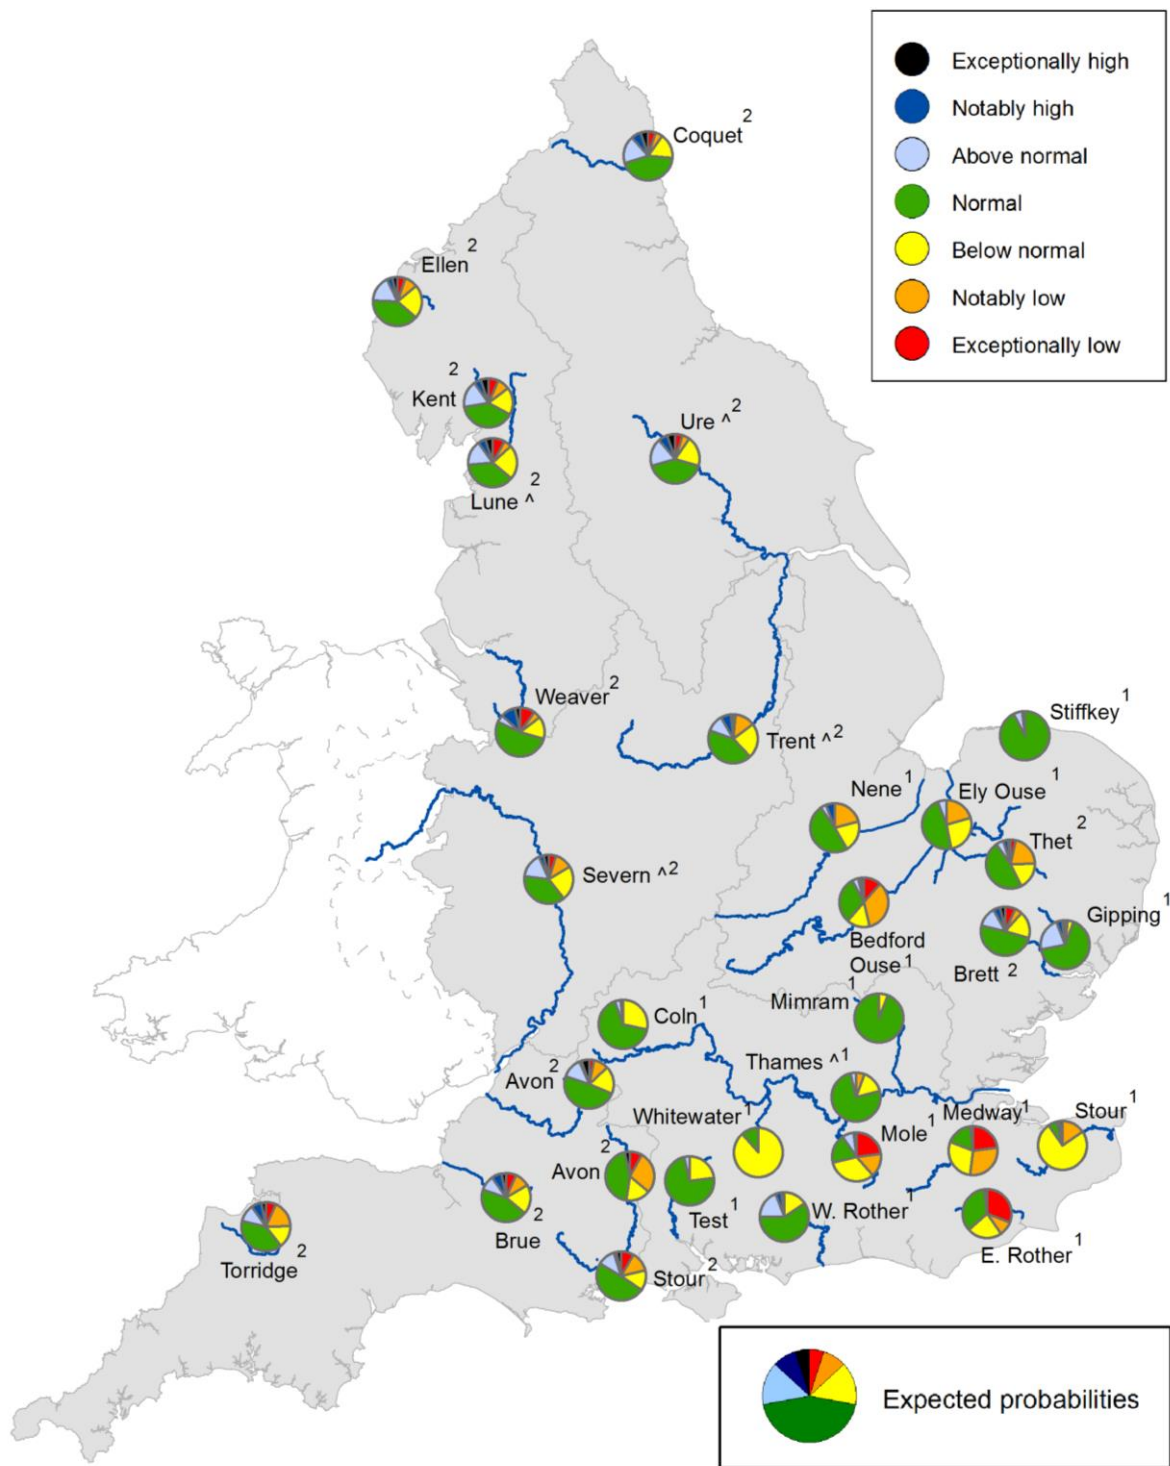 Exceptionally high
Notably high
Above normal
Normal
Below normal
Notably low
Exceptionally low
Coquet 2
Ellen 2
2
Kent
Ure ^2
2
Lune ^
Weaver 2
Trent ^2
Stiffkey 1
Nene 1
Ely Ouse 1
Thet 2
Severn ^2
Gipping 1
Bedford
Ouse 1
Brett 2
Mimram 1
Coln 1
Avon 2
Thames ^1
Whitewater 1
Mole 1
Medway 1
Stour 1
Avon 2
Test 1
W. Rother 1
E. Rother 1
2
Brue
Torridge 2
Stour 2
Expected probabilities